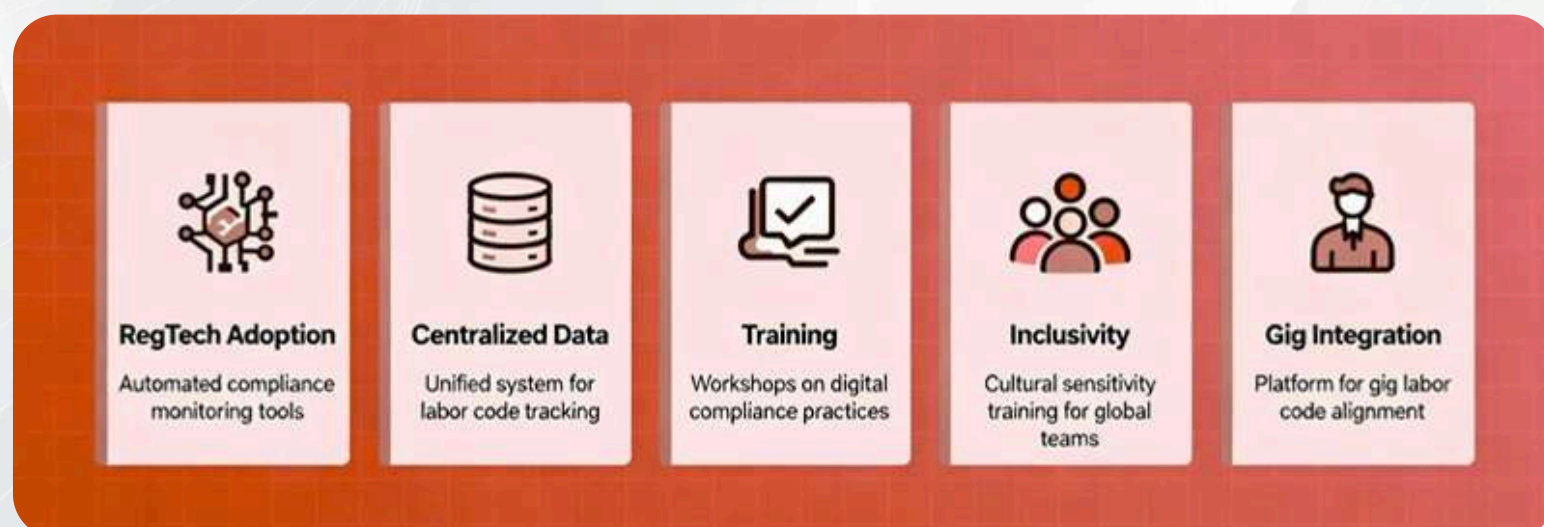 RegTech Adoption
Automated compliance
monitoring tools
Centralized Data
Unified system for
labor code tracking
Training
Workshops on digital
compliance practices
Inclusivity
Cultural sensitivity
training for global
teams
Gig Integration
Platform for gig labor
code alignment